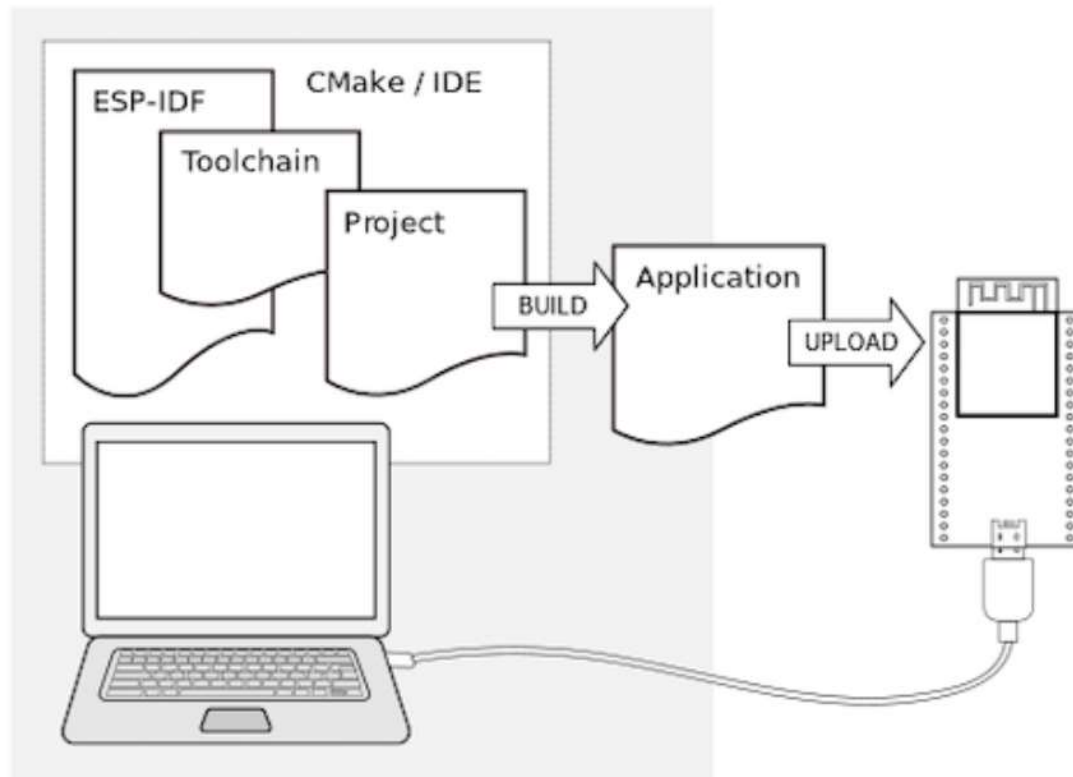 CMake / IDE
ESP-IDF
Toolchain
Project
BUILD
Application
UPLOAD